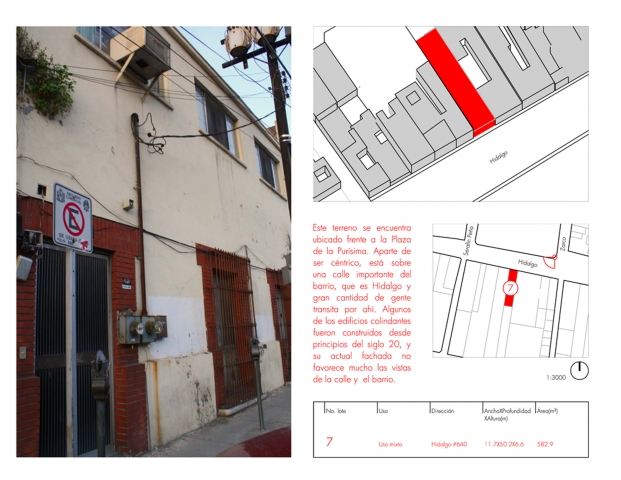 Hidalgo
Este terreno se encuentra
ubicado frente a la Plaza
de la Purísima. Aparte de
ser céntrico, está sobre
una calle importante del
barrio, que es Hidalgo y
gran cantidad de gente
transita por ahí. Algunos
de los edificios colindantes
fueron construidos desde
principios del siglo 20, y
su actual fachada no
favorece mucho las vistas
de la calle y el barrio.
Serafín Peña
Hidalgo
Zarco
7
1:3000
No. lote
Uso
Dirección
AnchoXProfundidad
XAltura(m)
Área(m²)
7
Uso mixto
Hidalgo #640
11.7X50.2X6.6
582.9
E